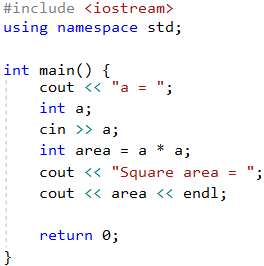 #include <iostream>
using namespace std;

int main() {
    cout << "a = ";
    int a;
    cin >> a;
    int area = a * a;
    cout << "Square area = ";
    cout << area << endl;

    return 0;
}